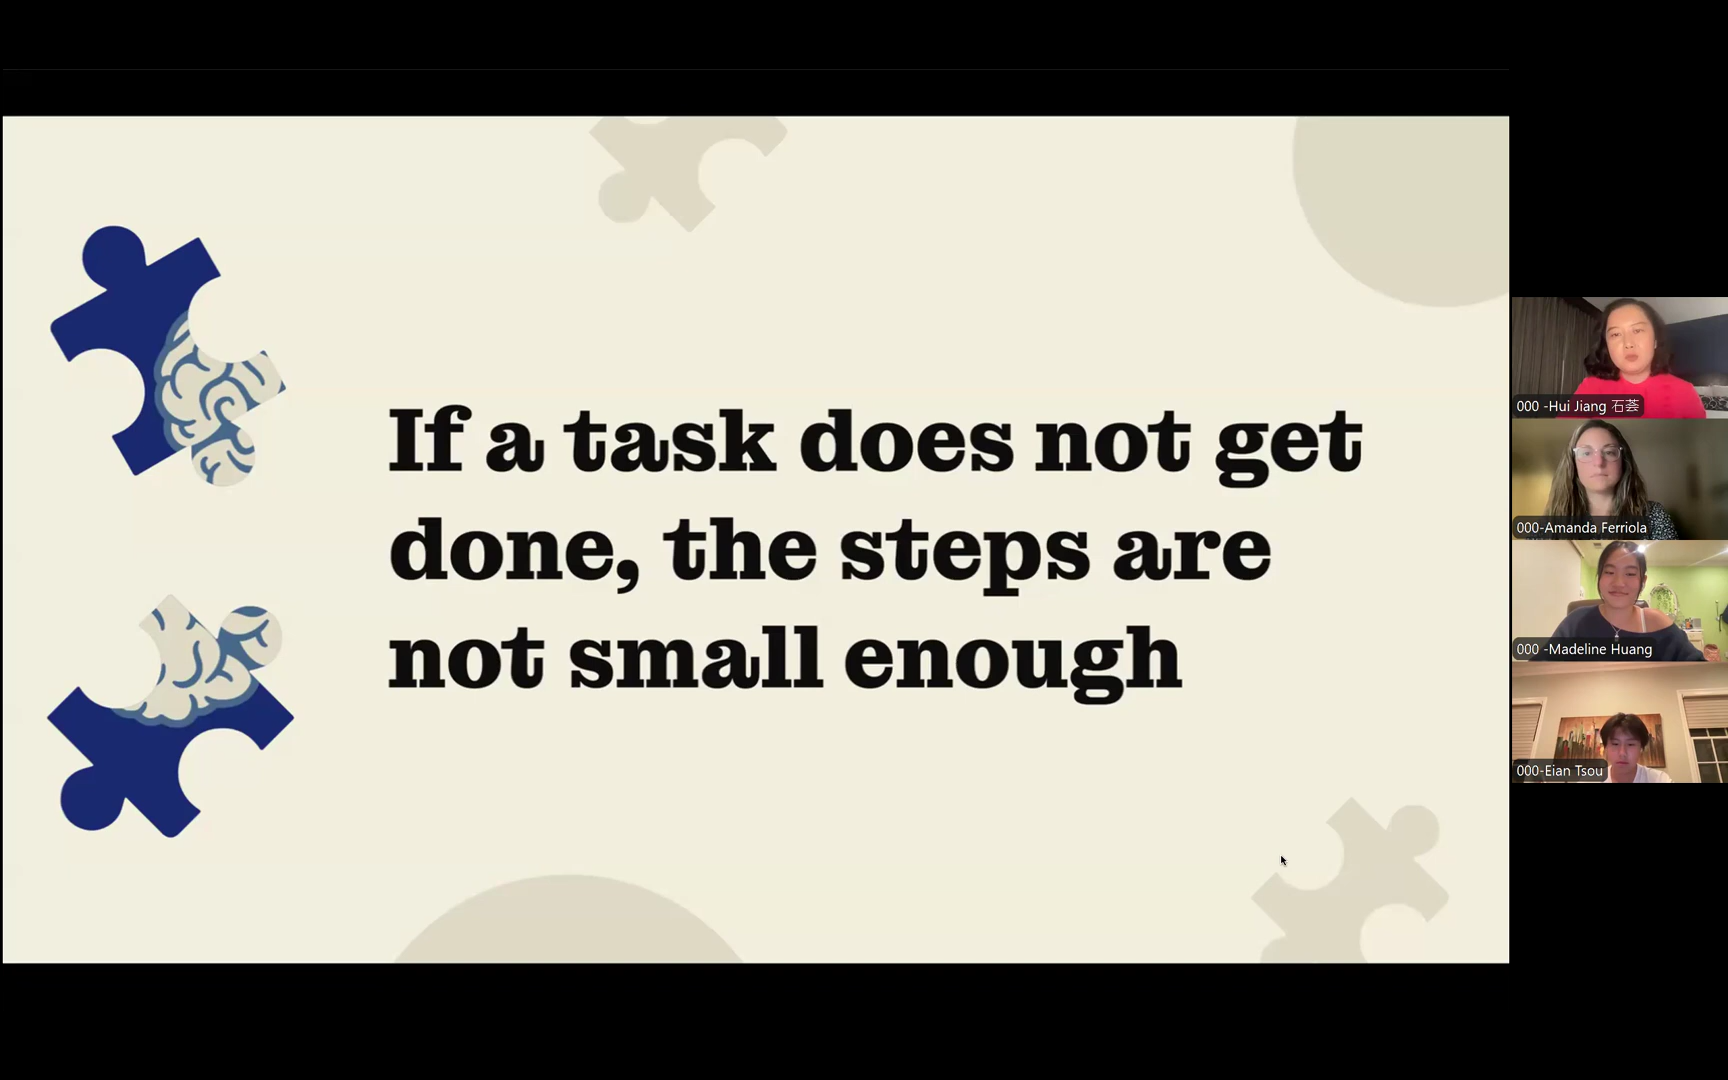 If a task does not get
done, the steps are
not small enough
000 -Hui Jiang 石荟
000-Amanda Ferriola
000 -Madeline Huang
000-Eian Tsou